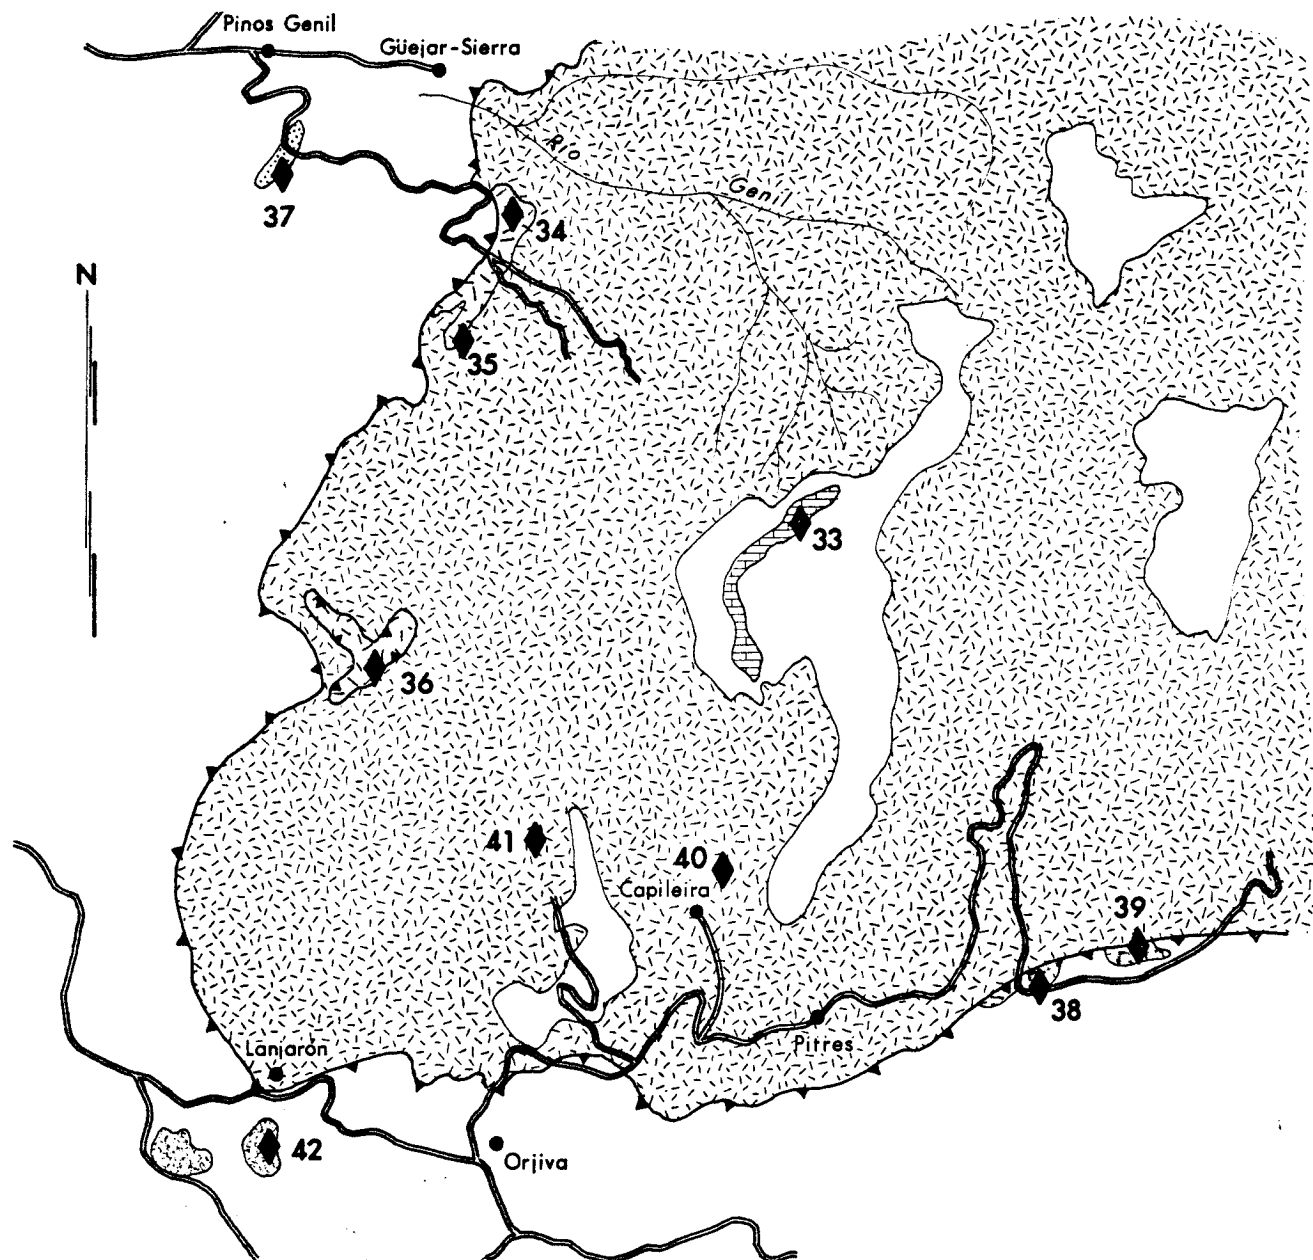 Pinos Genil
Güejar-Sierra
Río
Genil
37
34
N
35
33
36
41
40
Capileira
39
38
Pitres
Lanjarón
42
Orjiva